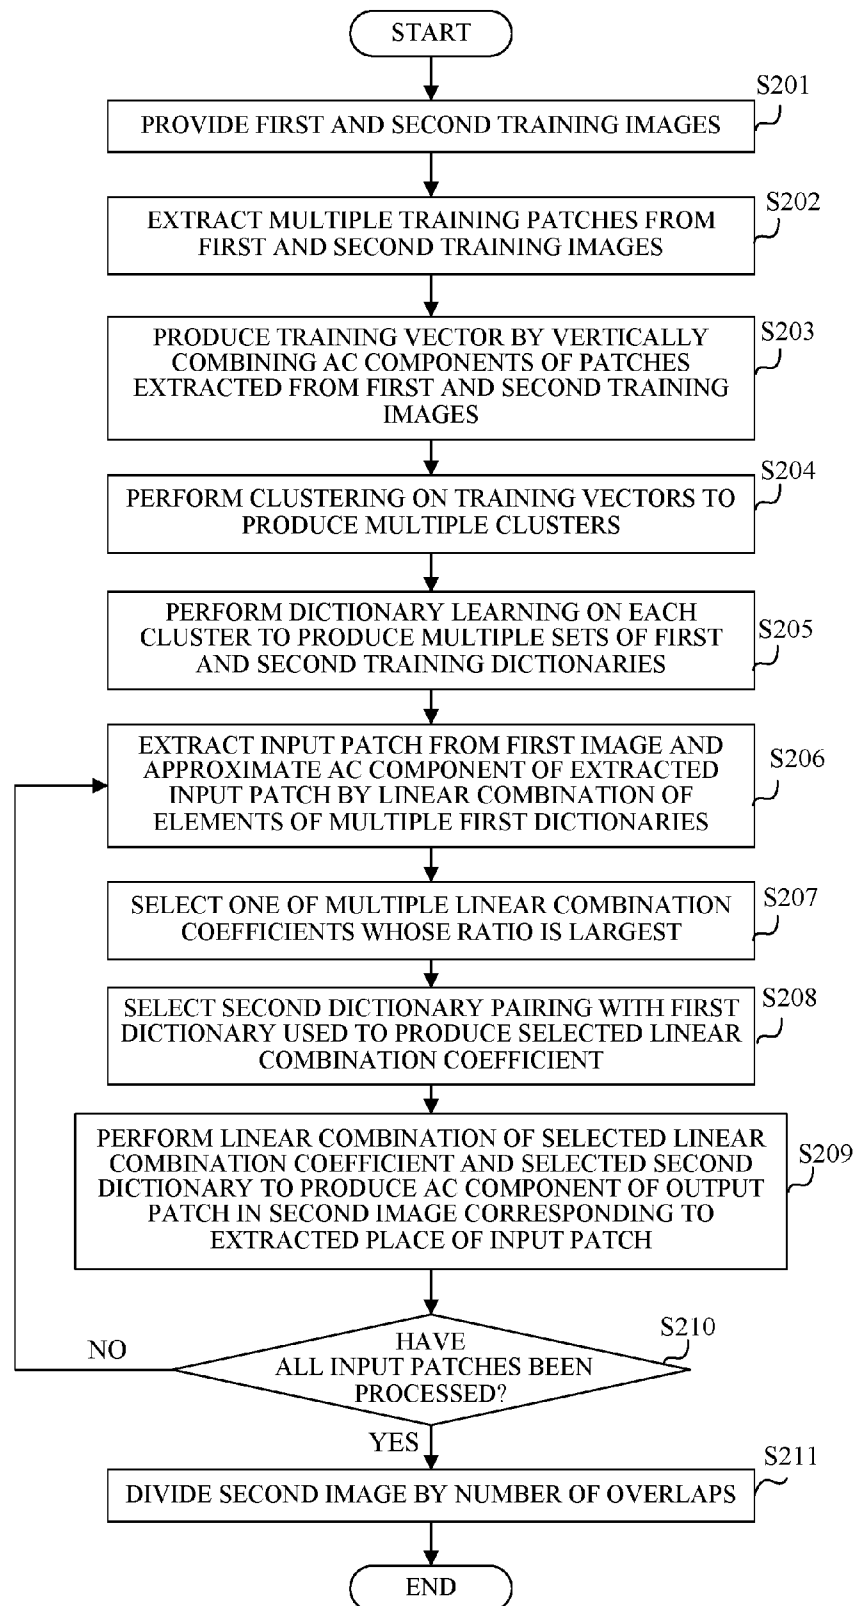 START
S201
PROVIDE FIRST AND SECOND TRAINING IMAGES
S202
EXTRACT MULTIPLE TRAINING PATCHES FROM
FIRST AND SECOND TRAINING IMAGES
S203
PRODUCE TRAINING VECTOR BY VERTICALLY
COMBINING AC COMPONENTS OF PATCHES
EXTRACTED FROM FIRST AND SECOND TRAINING
IMAGES
S204
PERFORM CLUSTERING ON TRAINING VECTORS TO
PRODUCE MULTIPLE CLUSTERS
S205
PERFORM DICTIONARY LEARNING ON EACH
CLUSTER TO PRODUCE MULTIPLE SETS OF FIRST
AND SECOND TRAINING DICTIONARIES
S206
EXTRACT INPUT PATCH FROM FIRST IMAGE AND
APPROXIMATE AC COMPONENT OF EXTRACTED
INPUT PATCH BY LINEAR COMBINATION OF
ELEMENTS OF MULTIPLE FIRST DICTIONARIES
S207
SELECT ONE OF MULTIPLE LINEAR COMBINATION
COEFFICIENTS WHOSE RATIO IS LARGEST
S208
SELECT SECOND DICTIONARY PAIRING WITH FIRST
DICTIONARY USED TO PRODUCE SELECTED LINEAR
COMBINATION COEFFICIENT
S209
PERFORM LINEAR COMBINATION OF SELECTED LINEAR
COMBINATION COEFFICIENT AND SELECTED SECOND
DICTIONARY TO PRODUCE AC COMPONENT OF OUTPUT
PATCH IN SECOND IMAGE CORRESPONDING TO
EXTRACTED PLACE OF INPUT PATCH
S210
HAVE
ALL INPUT PATCHES BEEN
PROCESSED?
NO
YES
S211
DIVIDE SECOND IMAGE BY NUMBER OF OVERLAPS
END